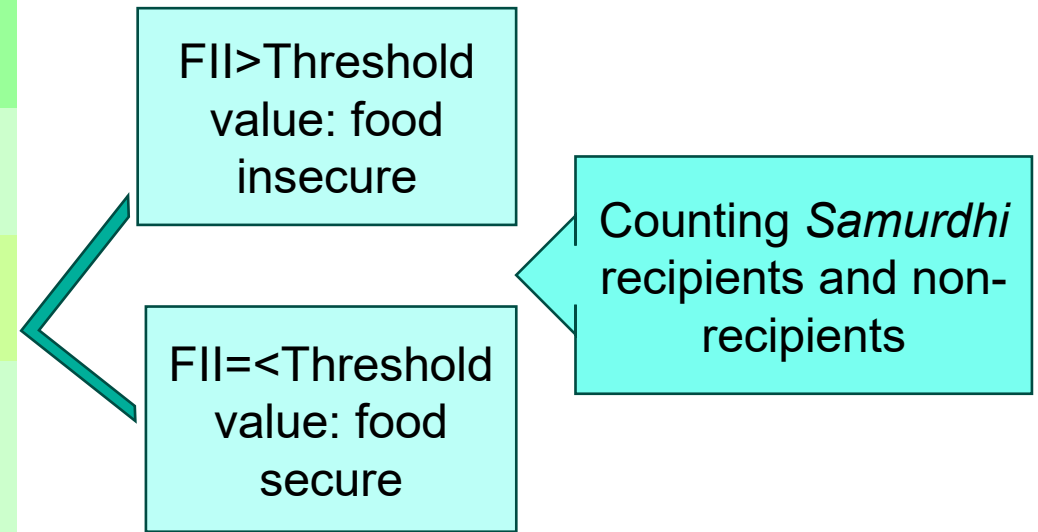 FII>Threshold
value: food
insecure
Counting Samurdhi
recipients and non-
recipients
FII=<Threshold
value: food
secure